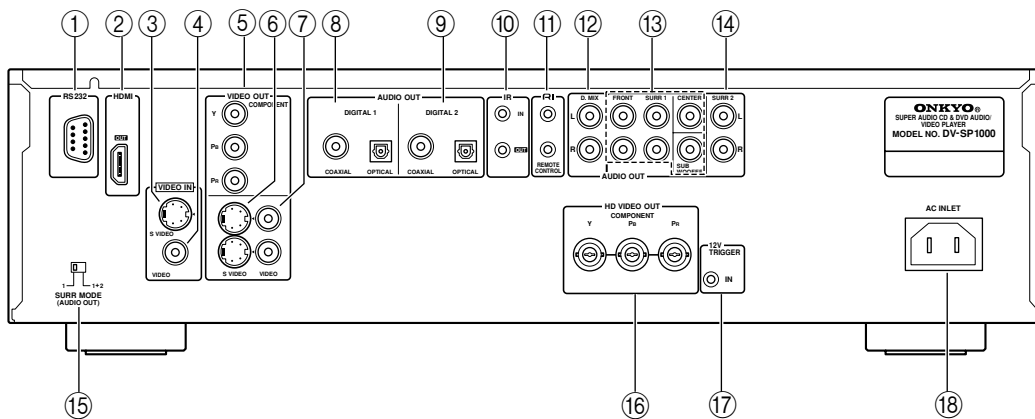 ① ② ③ ④ ⑤ ⑥ ⑦ ⑧ ⑨ ⑩ ⑪ ⑫ ⑬ ⑭
RS232
HDMI
OUT
VIDEO IN
S VIDEO
VIDEO
VIDEO OUT
COMPONENT
Y
PB
PR
S VIDEO
VIDEO
AUDIO OUT
DIGITAL 1
DIGITAL 2
COAXIAL
OPTICAL
COAXIAL
OPTICAL
IR
IN
OUT
RI
REMOTE
CONTROL
D. MIX
FRONT
SURR 1
CENTER
SURR 2
L
L
R
R
SUB
WOOFER
AUDIO OUT
ONKYO®
SUPER AUDIO CD & DVD AUDIO/
VIDEO PLAYER
MODEL NO. DV-SP1000
HD VIDEO OUT
COMPONENT
Y
PB
PR
12V
TRIGGER
IN
AC INLET
1
1+2
SURR MODE
(AUDIO OUT)
⑮ ⑯ ⑰ ⑱